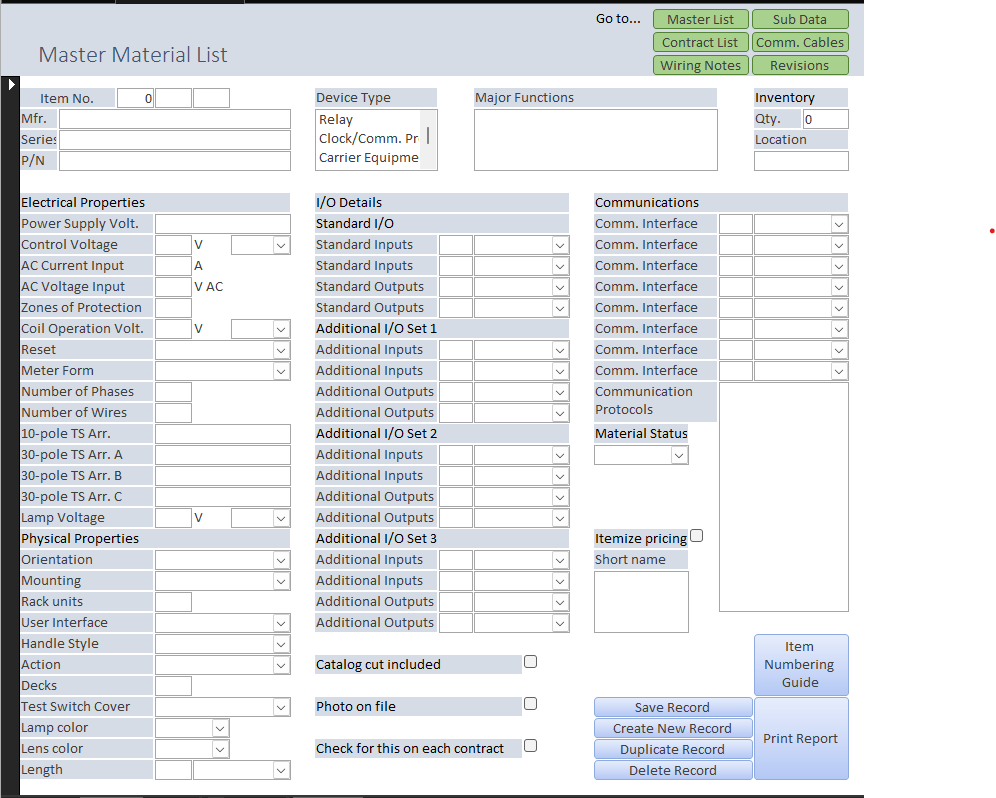 Go to...
Master List
Sub Data
Contract List
Comm. Cables
Wiring Notes
Revisions
Master Material List
Item No.
0
Mfr.
Series
P/N
Device Type
Relay
Clock/Comm. Pr
Carrier Equipme
Major Functions
Inventory
Qty.
0
Location
Electrical Properties
Power Supply Volt.
Control Voltage
V
AC Current Input
A
AC Voltage Input
V AC
Zones of Protection
Coil Operation Volt.
V
Reset
Meter Form
Number of Phases
Number of Wires
10-pole TS Arr.
30-pole TS Arr. A
30-pole TS Arr. B
30-pole TS Arr. C
Lamp Voltage
V
Physical Properties
Orientation
Mounting
Rack units
User Interface
Handle Style
Action
Decks
Test Switch Cover
Lamp color
Lens color
Length
I/O Details
Standard I/O
Standard Inputs
Standard Inputs
Standard Outputs
Standard Outputs
Additional I/O Set 1
Additional Inputs
Additional Inputs
Additional Outputs
Additional Outputs
Additional I/O Set 2
Additional Inputs
Additional Inputs
Additional Outputs
Additional Outputs
Additional I/O Set 3
Additional Inputs
Additional Inputs
Additional Outputs
Additional Outputs
Catalog cut included
Photo on file
Check for this on each contract
Communications
Comm. Interface
Comm. Interface
Comm. Interface
Comm. Interface
Comm. Interface
Comm. Interface
Comm. Interface
Comm. Interface
Communication
Protocols
Material Status
Itemize pricing
Short name
Item
Numbering
Guide
Save Record
Create New Record
Duplicate Record
Delete Record
Print Report